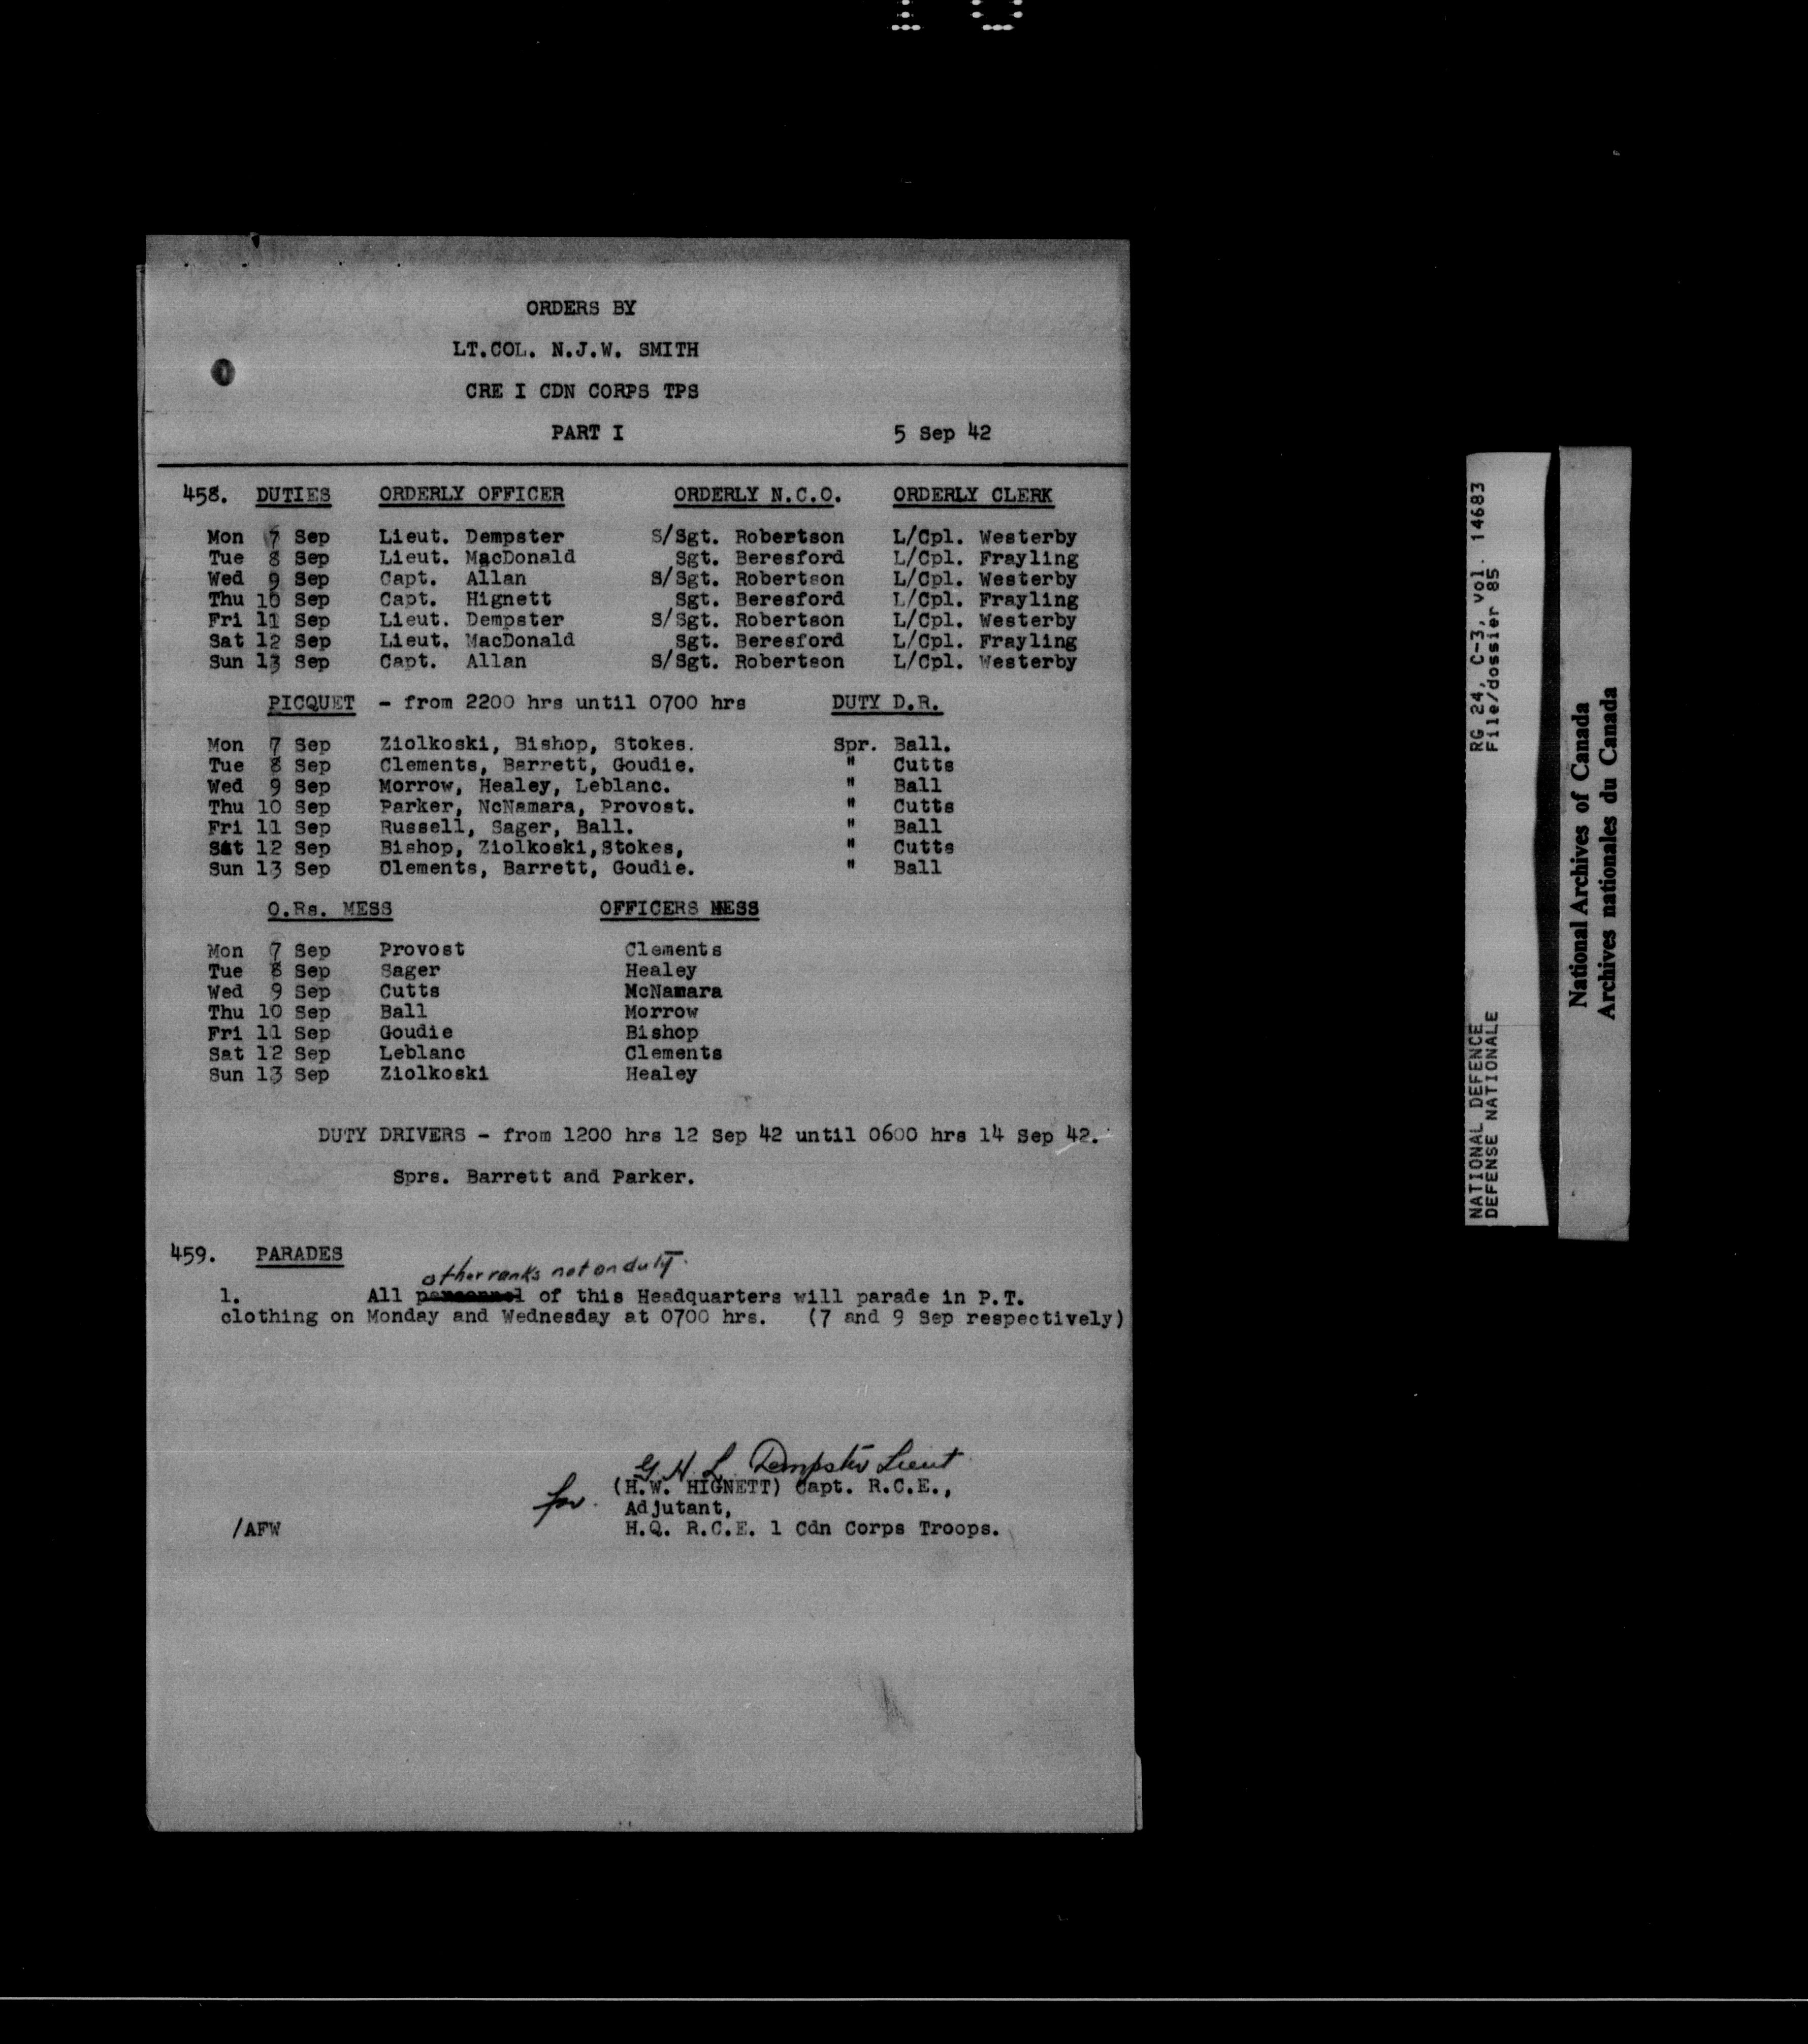 ORDERS BY
LT.COL. N.J.W. SMITH
CRE I CDN CORPS TPS
PART I 5 Sep 42
458. DUTIES ORDERLY OFFICER ORDERLY N.C.O. ORDERLY CLERK
Mon 7 Sep Lieut. Dempster S/Sgt. Robertson L/Cpl. Westerby
Tue 8 Sep Lieut. MacDonald Sgt. Beresford L/Cpl. Frayling
Wed 9 Sep Capt. Allan S/Sgt. Robertson L/Cpl. Westerby
Thu 10 Sep Capt. Hignett Sgt. Beresford L/Cpl. Frayling
Fri 11 Sep Lieut. Dempster S/Sgt. Robertson L/Cpl. Westerby
Sat 12 Sep Lieut. MacDonald Sgt. Beresford L/Cpl. Frayling
Sun 13 Sep Capt. Allan S/Sgt. Robertson L/Cpl. Westerby
PICQUET - from 2200 hrs until 0700 hrs DUTY D.R.
Mon 7 Sep Ziolkoski, Bishop, Stokes. Spr. Ball.
Tue 8 Sep Clements, Barrett, Goudie. " Cutts
Wed 9 Sep Morrow, Healey, Leblanc. " Ball
Thu 10 Sep Parker, NcNamara, Provost. " Cutts
Fri 11 Sep Russell, Sager, Ball. " Ball
Sat 12 Sep Bishop, Ziolkoski,Stokes, " Cutts
Sun 13 Sep Clements, Barrett, Goudie. " Ball
O.Rs. MESS OFFICERS MESS
Mon 7 Sep Provost Clements
Tue 8 Sep Sager Healey
Wed 9 Sep Cutts McNamara
Thu 10 Sep Ball Morrow
Fri 11 Sep Goudie Bishop
Sat 12 Sep Leblanc Clements
Sun 13 Sep Ziolkoski Healey
DUTY DRIVERS - from 1200 hrs 12 Sep 42 until 0600 hrs 14 Sep 42.
Sprs. Barrett and Parker.
459. PARADES
other ranks not on duty.
1. All personnel of this Headquarters will parade in P.T.
clothing on Monday and Wednesday at 0700 hrs. (7 and 9 Sep respectively)
G H L Dempster Lieut
for (H.W. HIGNETT) Capt. R.C.E.,
Adjutant,
/AFW H.Q. R.C.E. 1 Cdn Corps Troops.
NATIONAL DEFENCE RG 24, C-3, vol. 14683
DEFENSE NATIONALE File/dossier 85
National Archives of Canada
Archives nationales du Canada